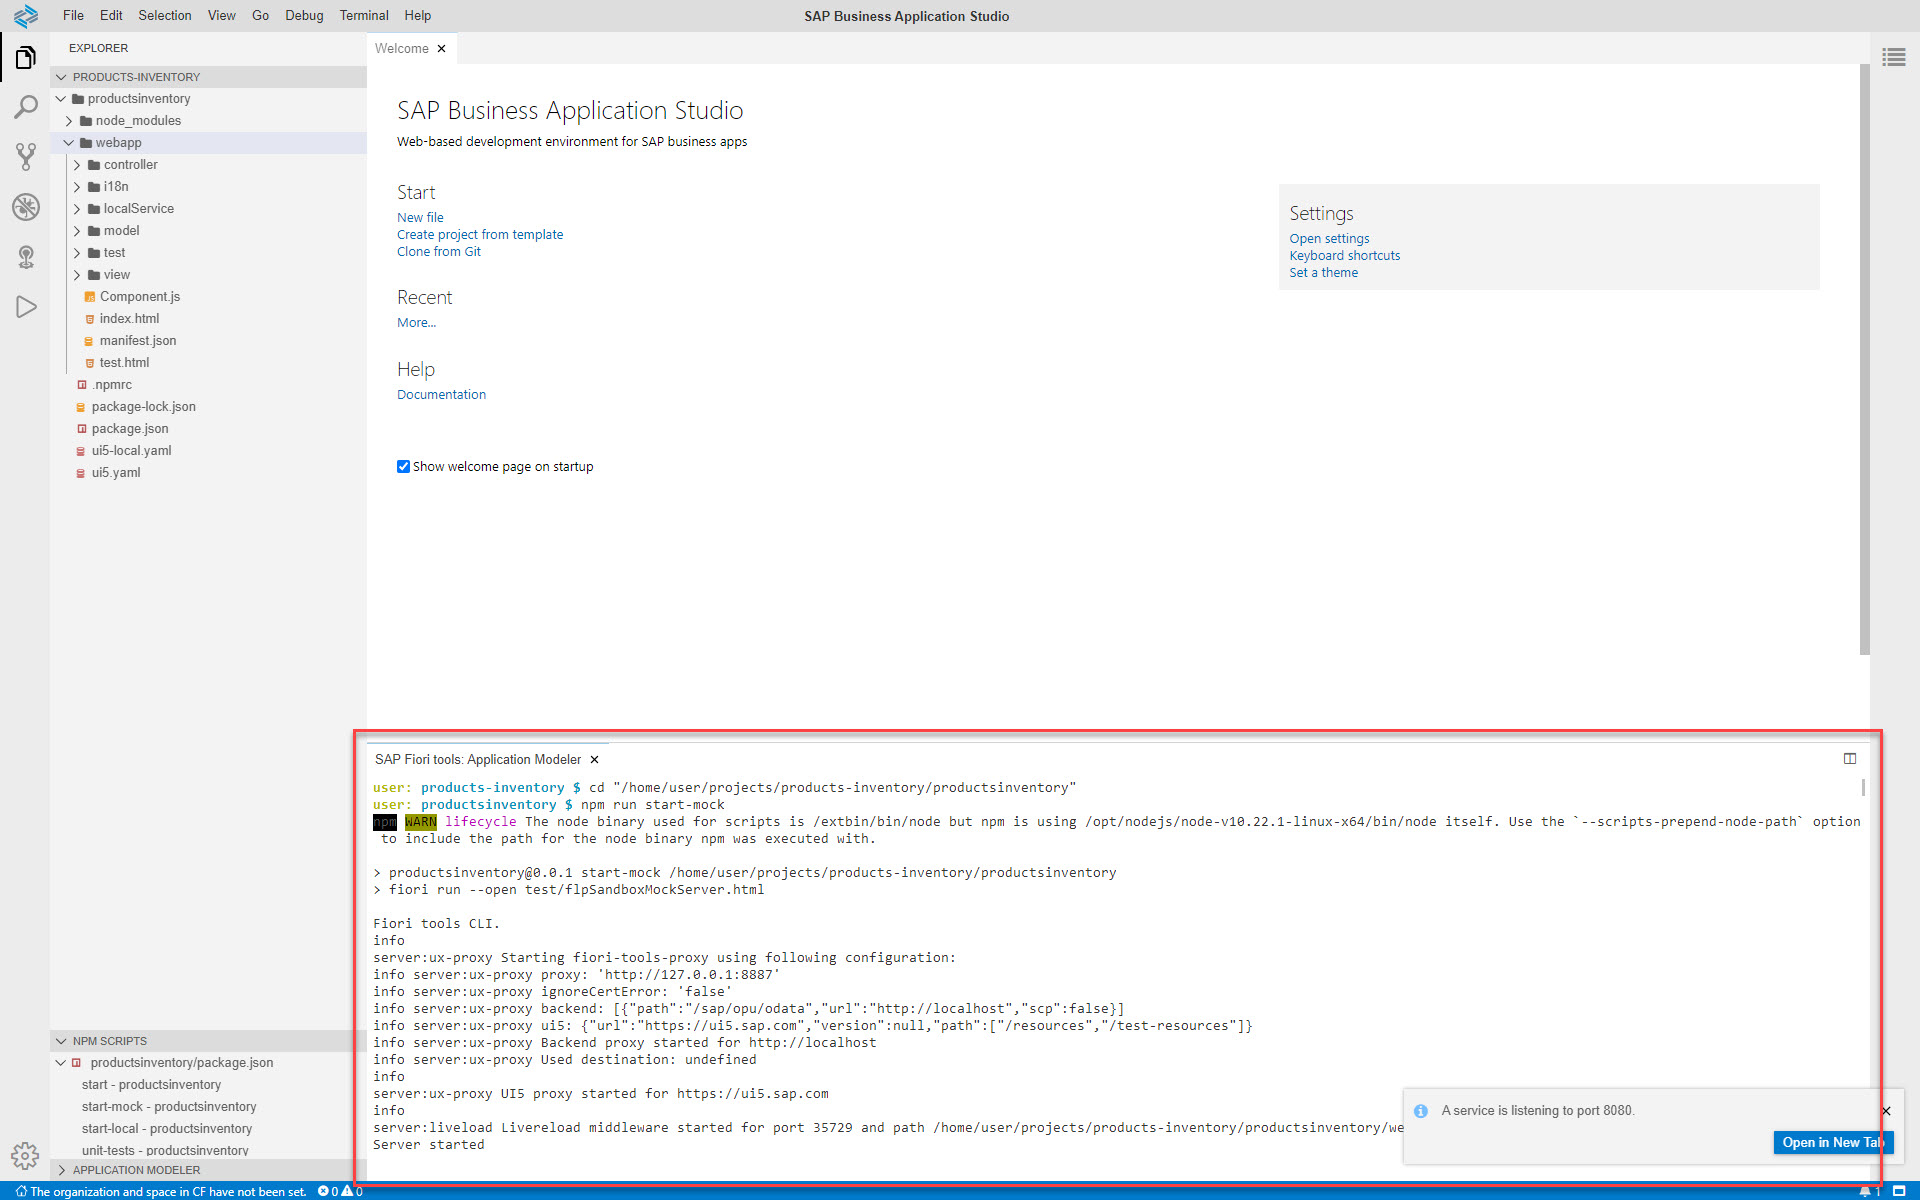 File Edit Selection View Go Debug Terminal Help
SAP Business Application Studio
EXPLORER
PRODUCTS-INVENTORY
productsinventory
node_modules
webapp
controller
i18n
localService
model
test
view
Component.js
index.html
manifest.json
test.html
.npmrc
package-lock.json
package.json
ui5-local.yaml
ui5.yaml
NPM SCRIPTS
productsinventory/package.json
start - productsinventory
start-mock - productsinventory
start-local - productsinventory
unit-tests - productsinventory
APPLICATION MODELER
Welcome
SAP Business Application Studio
Web-based development environment for SAP business apps
Start
New file
Create project from template
Clone from Git
Recent
More...
Help
Documentation
Show welcome page on startup
Settings
Open settings
Keyboard shortcuts
Set a theme
SAP Fiori tools: Application Modeler
user: products-inventory $ cd "/home/user/projects/products-inventory/productsinventory"
user: productsinventory $ npm run start-mock
npm WARN lifecycle The node binary used for scripts is /extbin/bin/node but npm is using /opt/nodejs/node-v10.22.1-linux-x64/bin/node itself. Use the `--scripts-prepend-node-path` option
to include the path for the node binary npm was executed with.
> productsinventory@0.0.1 start-mock /home/user/projects/products-inventory/productsinventory
> fiori run --open test/flpSandboxMockServer.html
Fiori tools CLI.
info
server:ux-proxy Starting fiori-tools-proxy using following configuration:
info server:ux-proxy proxy: 'http://127.0.0.1:8887'
info server:ux-proxy ignoreCertError: 'false'
info server:ux-proxy backend: [{"path":"/sap/opu/odata","url":"http://localhost","scp":false}]
info server:ux-proxy ui5: {"url":"https://ui5.sap.com","version":null,"path":["/resources","/test-resources"]}
info server:ux-proxy Backend proxy started for http://localhost
info server:ux-proxy Used destination: undefined
info
server:ux-proxy UI5 proxy started for https://ui5.sap.com
info
server:liveload Livereload middleware started for port 35729 and path /home/user/projects/products-inventory/productsinventory/we
Server started
A service is listening to port 8080.
Open in New Tab
The organization and space in CF have not been set. 0 0
1